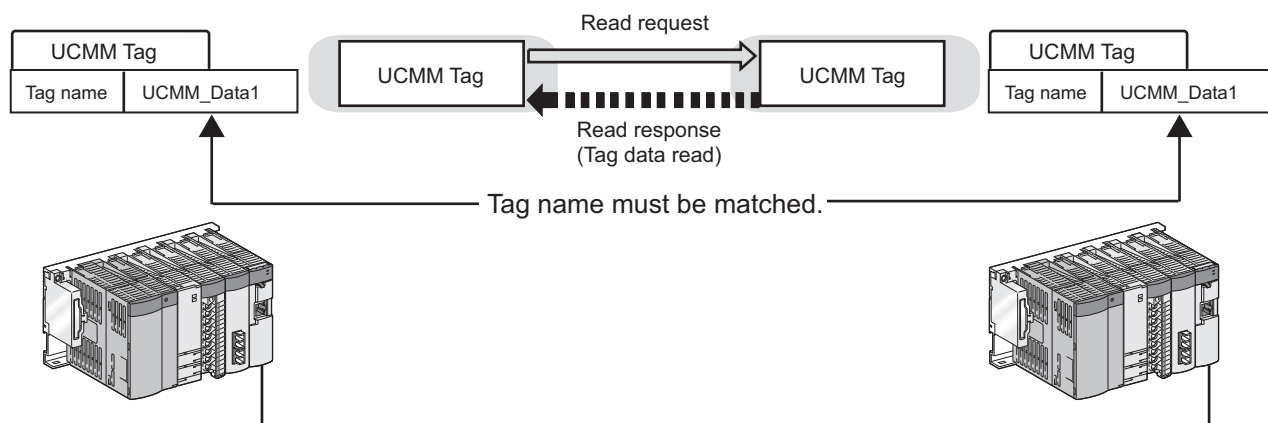 Read request
UCMM Tag
Tag name UCMM_Data1
UCMM Tag
UCMM Tag
UCMM Tag
Tag name UCMM_Data1
Read response
(Tag data read)
Tag name must be matched.